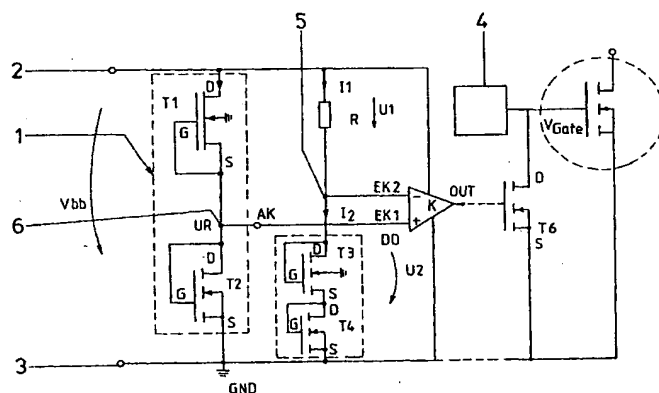 5
4
2
D
I1
T1
R
U1
1
G
VGate
S
EK2
−
K
OUT
D
Vbb
6
UR
AK
I2
EK1
+
T6
S
D
T2
G
S
D
T3
DD
U2
G
S
D
G
T4
S
3
GND